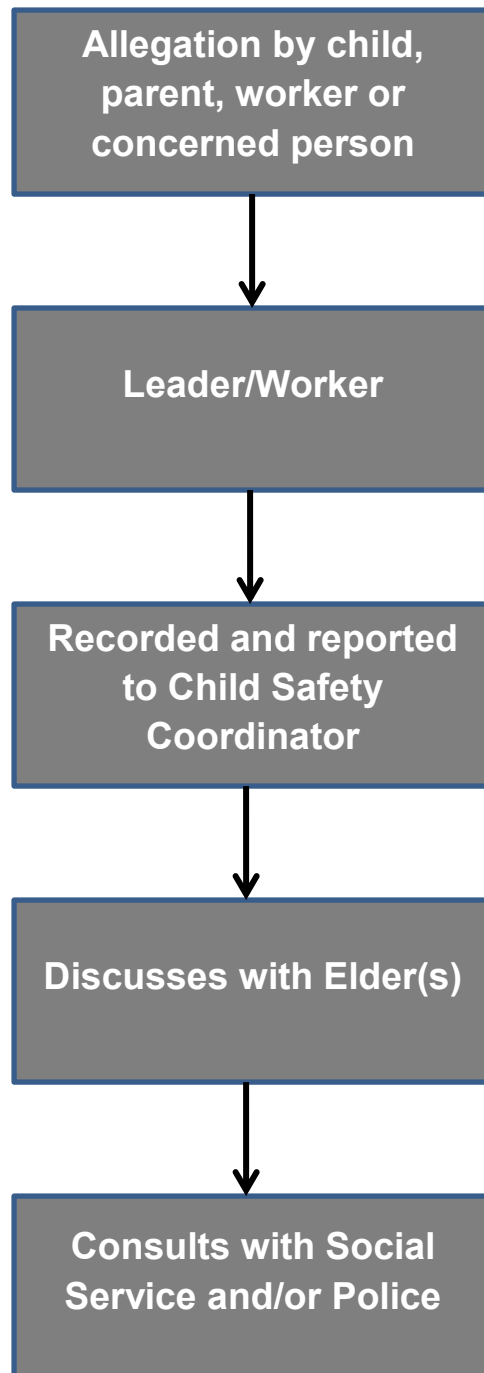 Allegation by child,
parent, worker or
concerned person
Leader/Worker
Recorded and reported
to Child Safety
Coordinator
Discusses with Elder(s)
Consults with Social
Service and/or Police